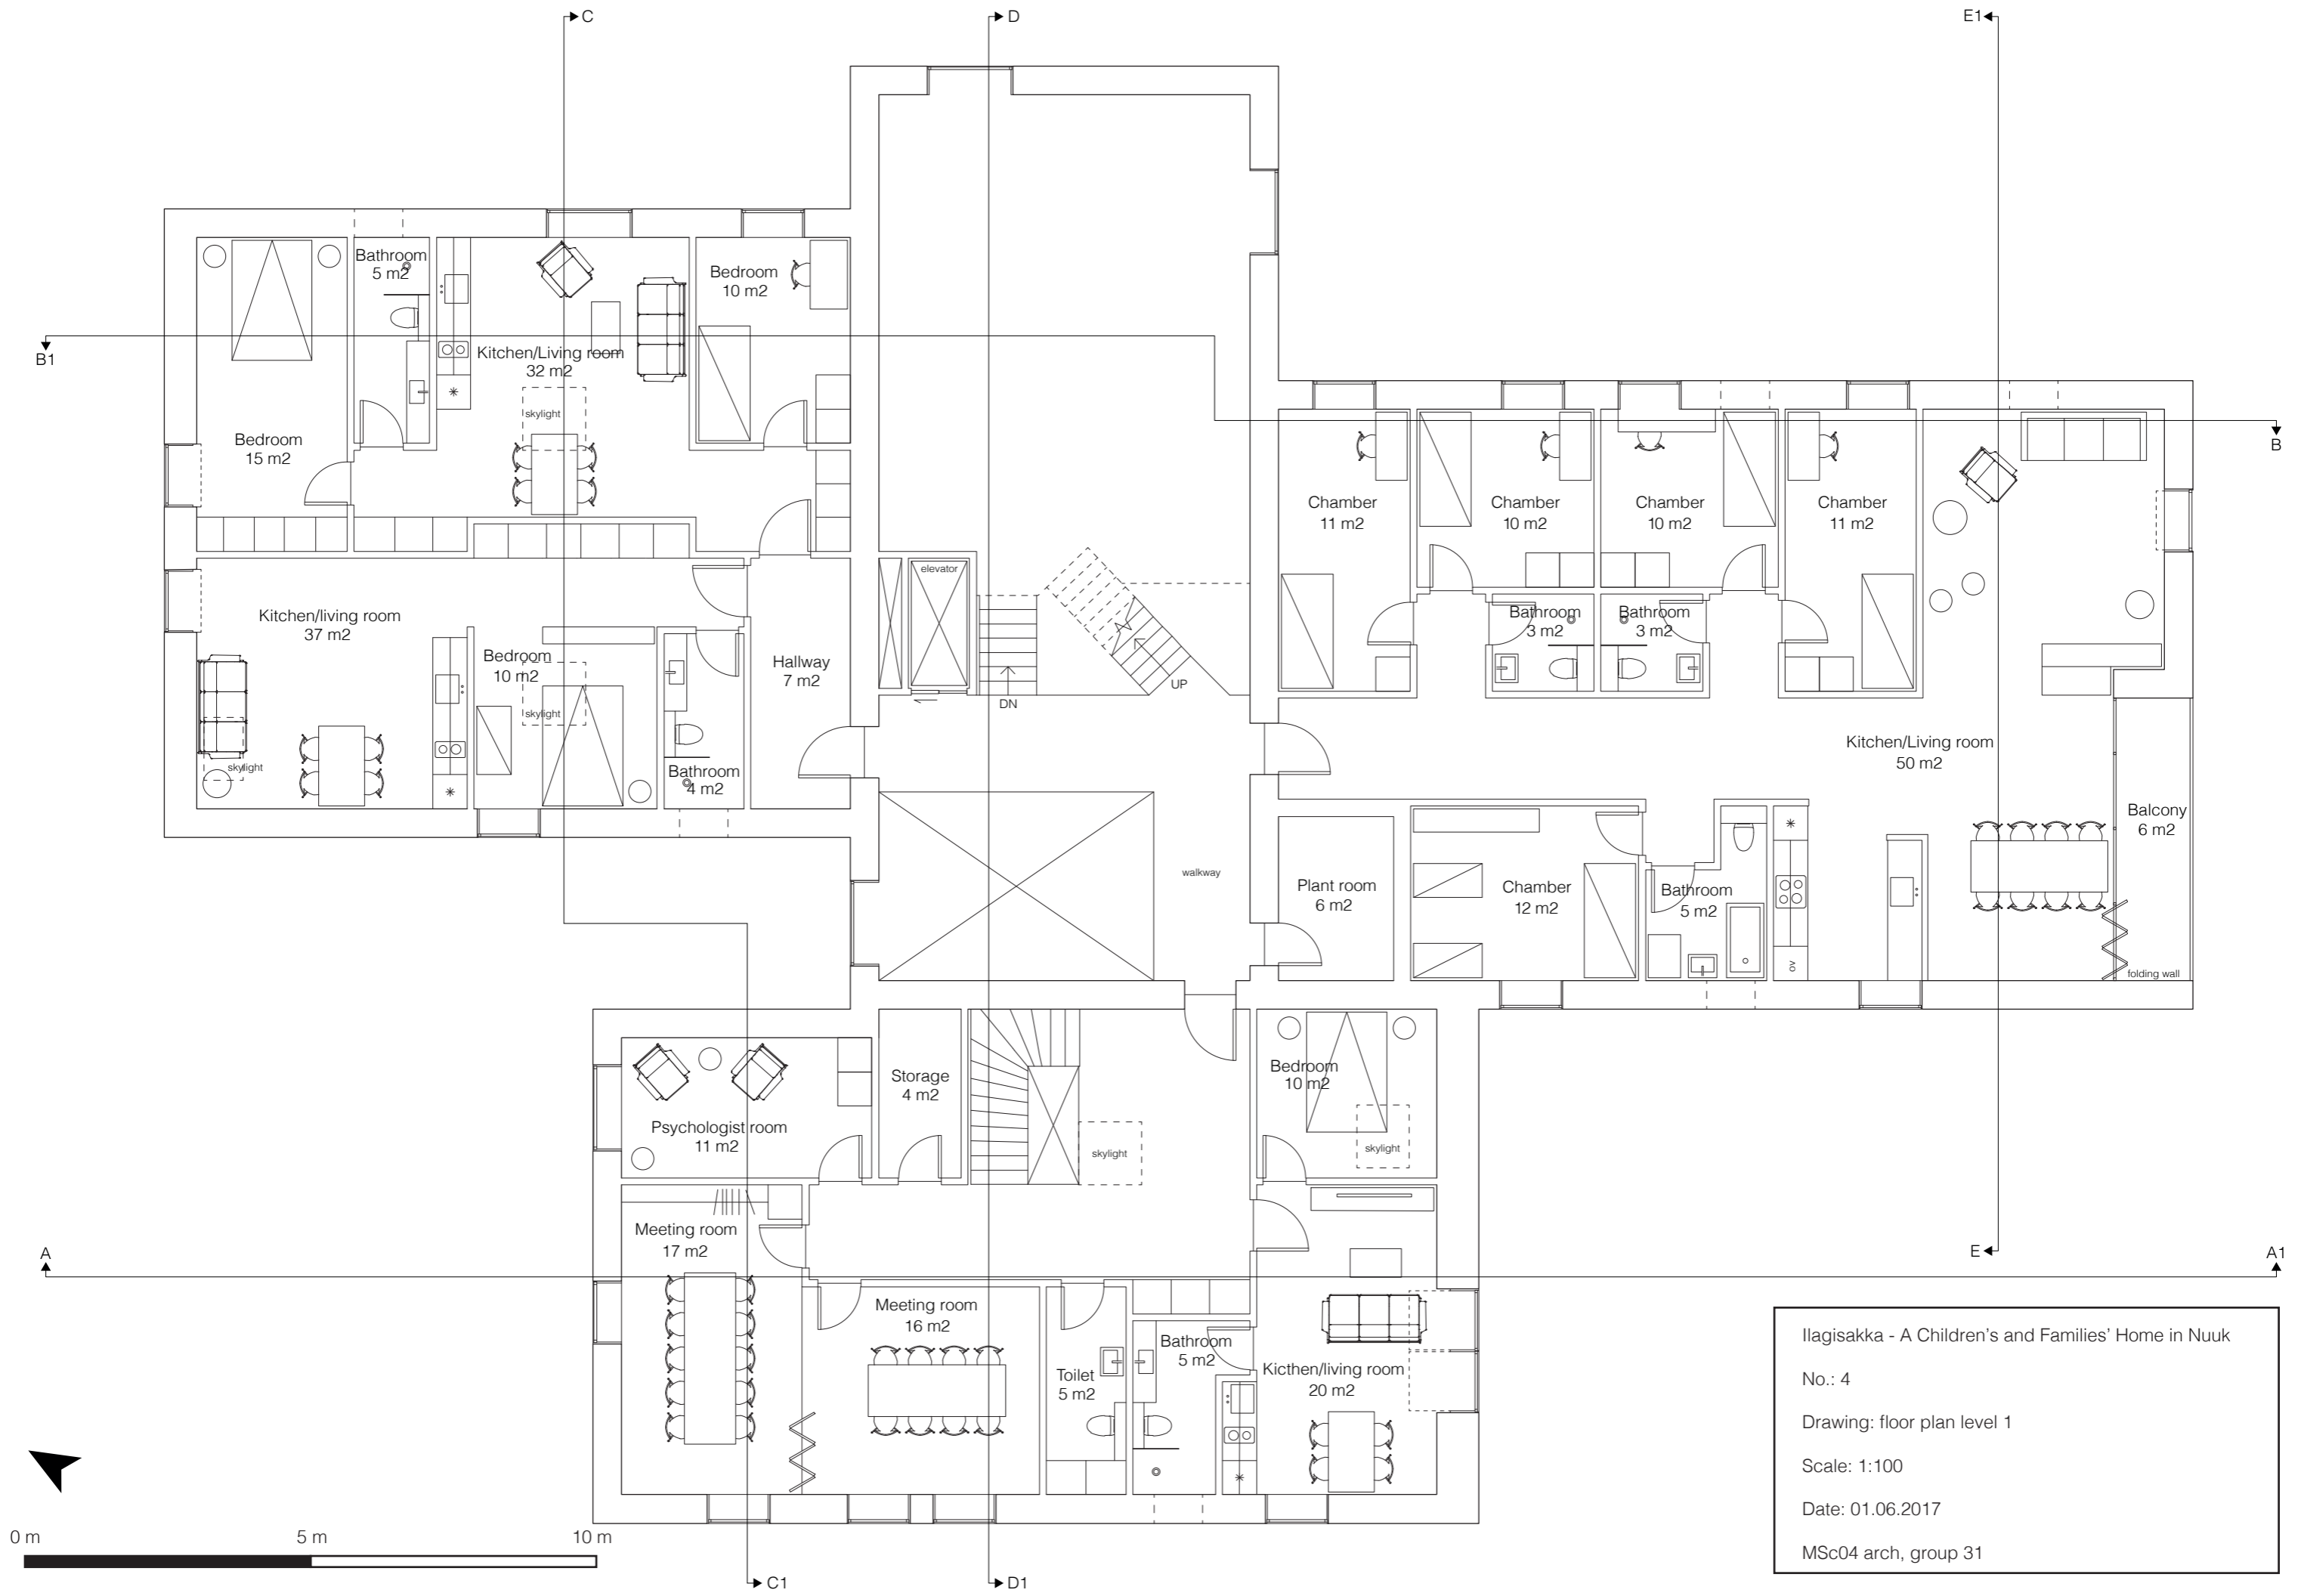 C
D
E1
Bathroom
5 m2
Bedroom
10 m2
B1
Kitchen/Living room
32 m2
skylight
Bedroom
15 m2
B
Chamber
11 m2
Chamber
10 m2
Chamber
10 m2
Chamber
11 m2
elevator
Kitchen/living room
37 m2
Bedroom
10 m2
skylight
Hallway
7 m2
Bathroom
3 m2
Bathroom
3 m2
UP
DN
skylight
Bathroom
4 m2
Kitchen/Living room
50 m2
Balcony
6 m2
walkway
Plant room
6 m2
Chamber
12 m2
Bathroom
5 m2
ov
folding wall
Storage
4 m2
Bedroom
10 m2
Psychologist room
11 m2
skylight
skylight
Meeting room
17 m2
A
E
A1
Meeting room
16 m2
Toilet
5 m2
Bathroom
5 m2
Kicthen/living room
20 m2
Ilagisakka - A Children's and Families' Home in Nuuk
No.: 4
Drawing: floor plan level 1
Scale: 1:100
Date: 01.06.2017
MSc04 arch, group 31
0 m
5 m
10 m
C1
D1